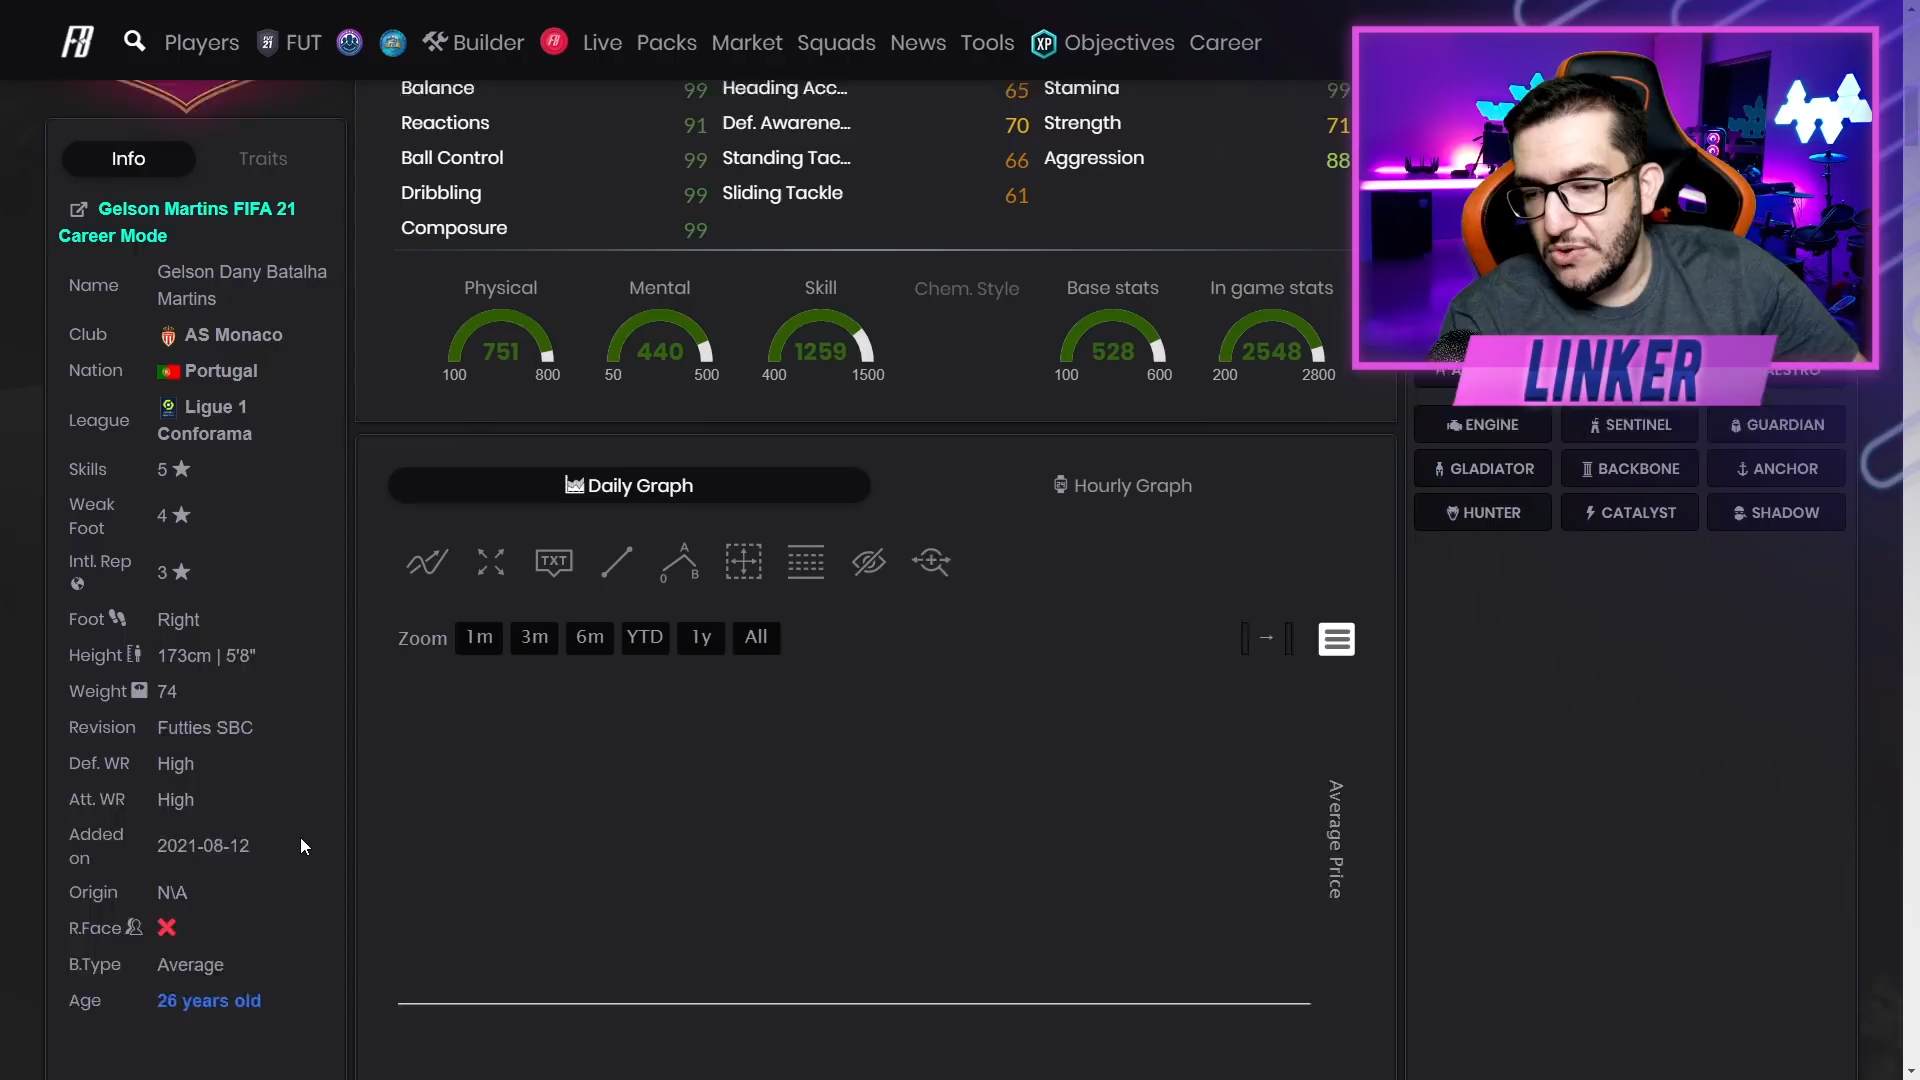 Players FUT Builder Live Packs Market Squads News Tools XP Objectives Career
Balance 99 Heading Acc... 65 Stamina 99
Reactions 91 Def. Awarene... 70 Strength 71
Ball Control 99 Standing Tac... 66 Aggression 88
Dribbling 99 Sliding Tackle 61
Composure 99
Info Traits
Gelson Martins FIFA 21
Career Mode
Name Gelson Dany Batalha
Martins
Club AS Monaco
Nation Portugal
League Ligue 1
Conforama
Skills 5
Weak
Foot 4
Intl. Rep 3
Foot Right
Height 173cm | 5'8"
Weight 74
Revision Futties SBC
Def. WR High
Att. WR High
Added
on 2021-08-12
Origin N\A
R.Face
B.Type Average
Age 26 years old
Physical Mental Skill Chem. Style Base stats In game stats
751 440 1259 528 2548
100 800 50 500 400 1500 100 600 200 2800
Daily Graph Hourly Graph
TXT A 0 B
Zoom 1m 3m 6m YTD 1y All →
Average Price
LINKER
ENGINE SENTINEL GUARDIAN
GLADIATOR BACKBONE ANCHOR
HUNTER CATALYST SHADOW